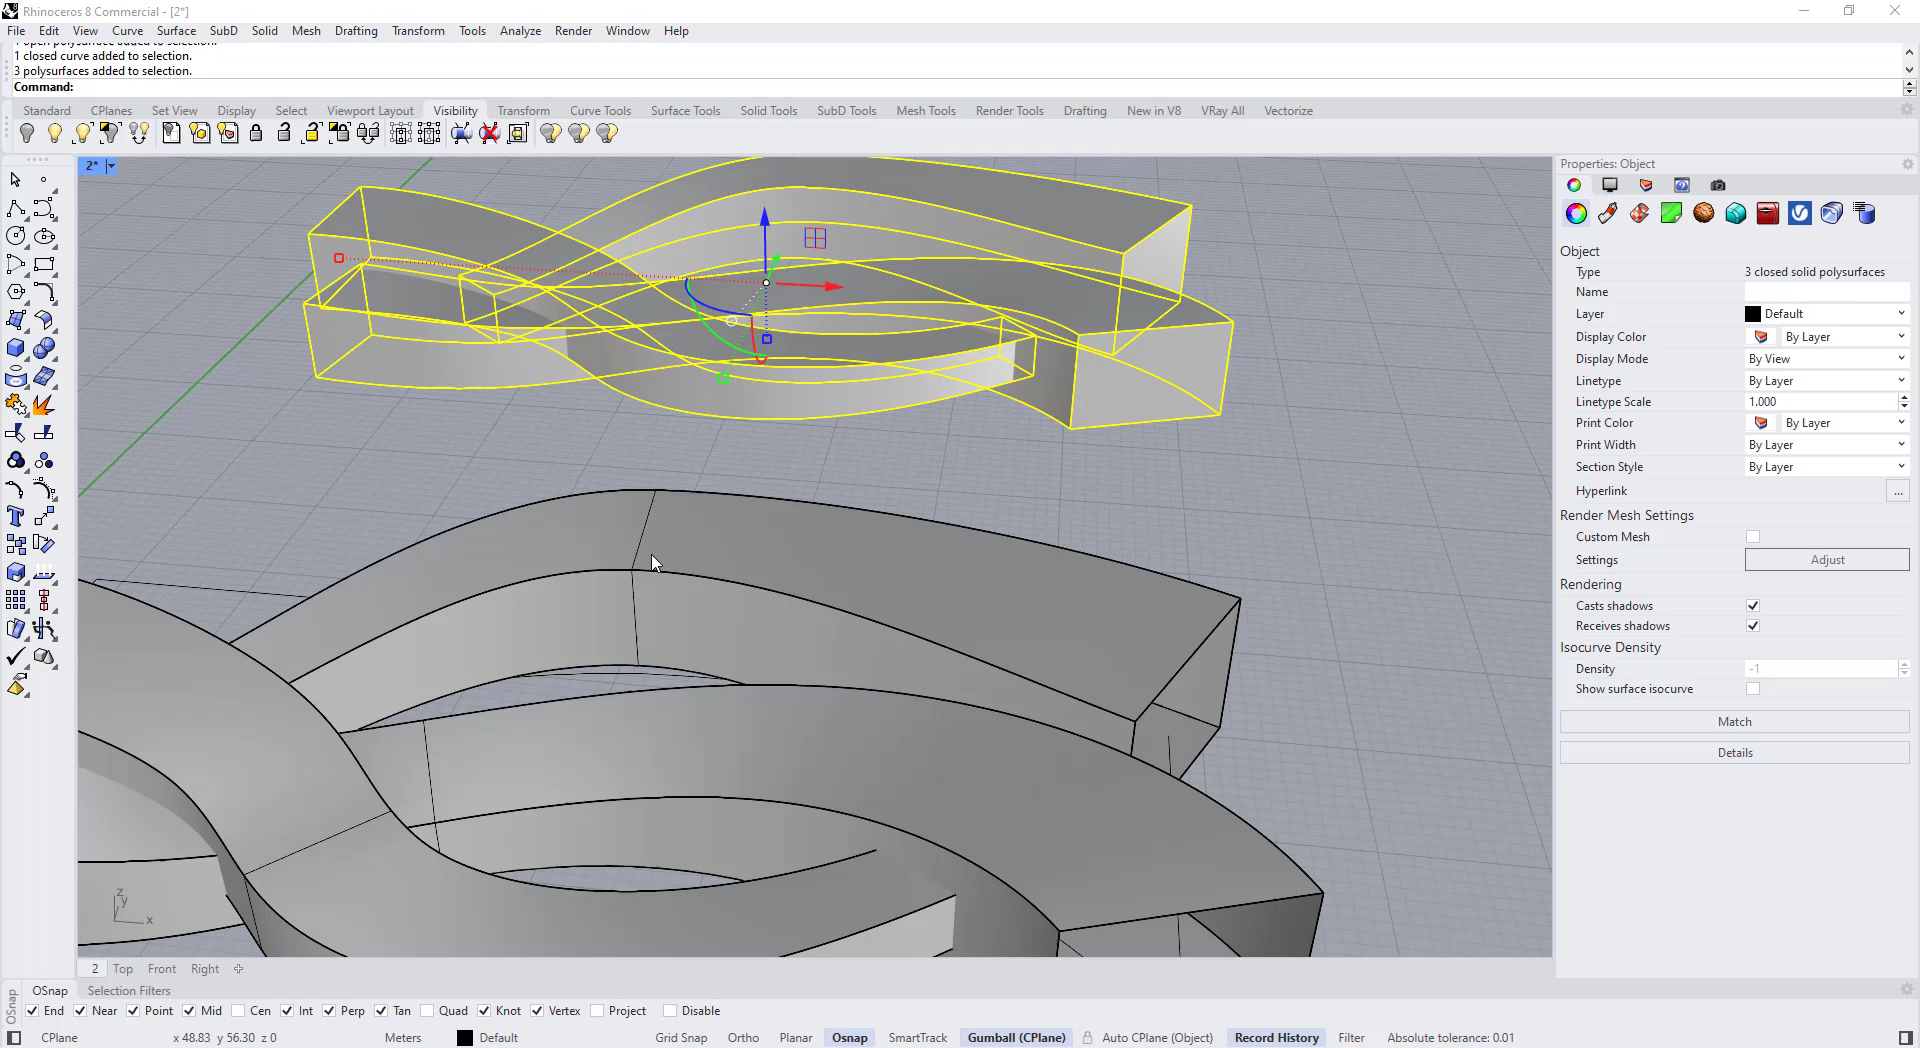 Rhinoceros 8 Commercial - [2*]
File Edit View Curve Surface SubD Solid Mesh Drafting Transform Tools Analyze Render Window Help
1 open polysurface added to selection.
1 closed curve added to selection.
3 polysurfaces added to selection.
Command:
Standard CPlanes Set View Display Select Viewport Layout Visibility Transform Curve Tools Surface Tools Solid Tools SubD Tools Mesh Tools Render Tools Drafting New in V8 VRay All Vectorize
2*
Properties: Object
Object
Type 3 closed solid polysurfaces
Name
Layer Default
Display Color By Layer
Display Mode By View
Linetype By Layer
Linetype Scale 1.000
Print Color By Layer
Print Width By Layer
Section Style By Layer
Hyperlink ...
Render Mesh Settings
Custom Mesh
Settings Adjust
Rendering
Casts shadows
Receives shadows
Isocurve Density
Density -1
Show surface isocurve
Match
Details
z
y
x
2 Top Front Right
OSnap Selection Filters
OSnap
End Near Point Mid Cen Int Perp Tan Quad Knot Vertex Project Disable
CPlane x 48.83 y 56.30 z 0 Meters Default Grid Snap Ortho Planar Osnap SmartTrack Gumball (CPlane) Auto CPlane (Object) Record History Filter Absolute tolerance: 0.01